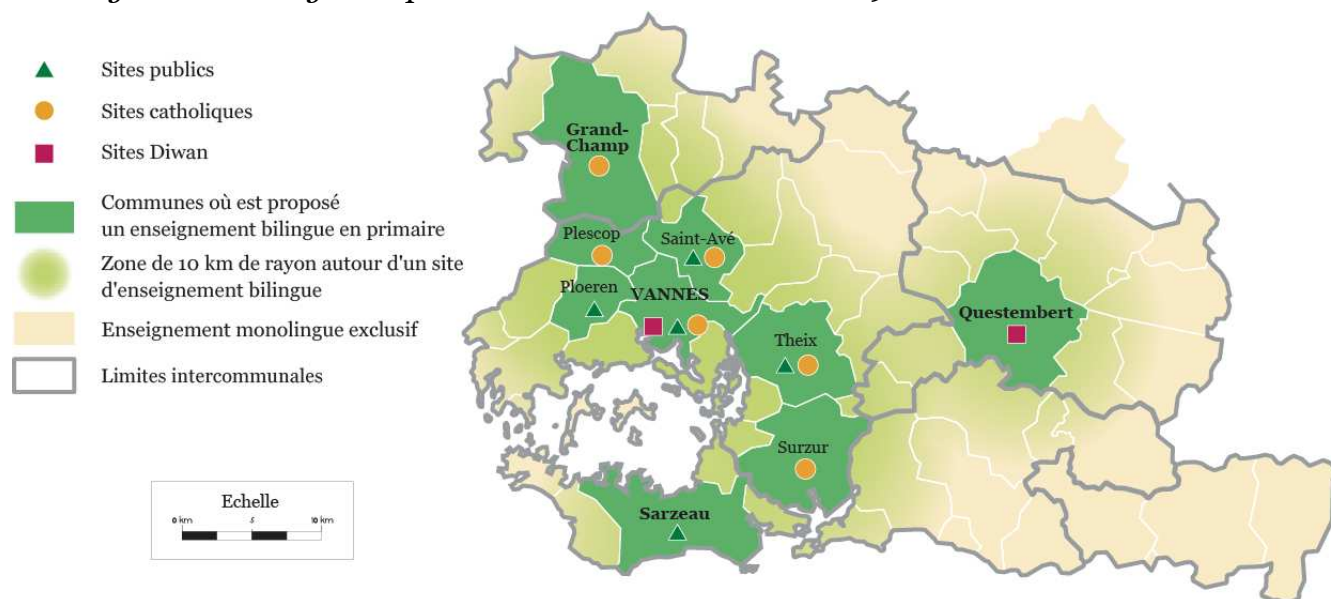 Sites publics
Sites catholiques
Sites Diwan
Communes où est proposé
un enseignement bilingue en primaire
Zone de 10 km de rayon autour d'un site
d'enseignement bilingue
Enseignement monolingue exclusif
Limites intercommunales
Echelle
0 km 5 10 km
Grand-
Champ
Plescop
Saint-Avé
Ploeren
VANNES
Questembert
Theix
Surzur
Sarzeau